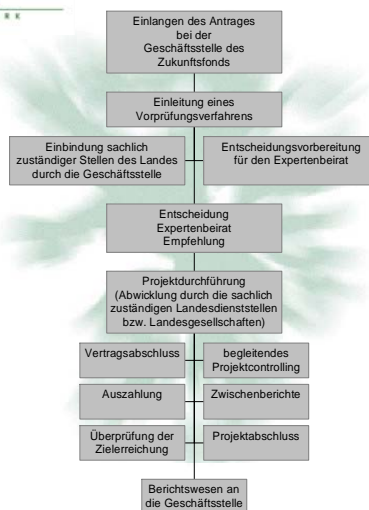 R K
Einlangen des Antrages
bei der
Geschäftsstelle des
Zukunftsfonds
Einleitung eines
Vorprüfungsverfahrens
Einbindung sachlich
zuständiger Stellen des Landes
durch die Geschäftsstelle
Entscheidungsvorbereitung
für den Expertenbeirat
Entscheidung
Expertenbeirat
Empfehlung
Projektdurchführung
(Abwicklung durch die sachlich
zuständigen Landesdienststellen
bzw. Landesgesellschaften)
Vertragsabschluss
begleitendes
Projektcontrolling
Auszahlung
Zwischenberichte
Überprüfung der
Zielerreichung
Projektabschluss
Berichtswesen an
die Geschäftsstelle